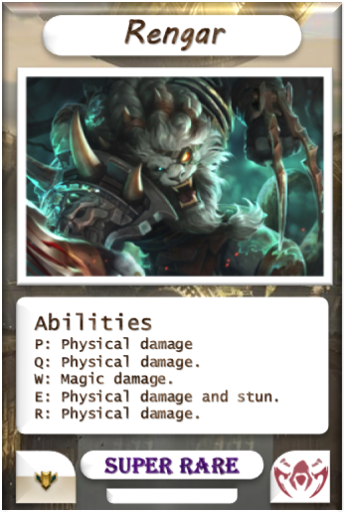 Rengar
Abilities
P: Physical damage
Q: Physical damage.
W: Magic damage.
E: Physical damage and stun.
R: Physical damage.
SUPER RARE